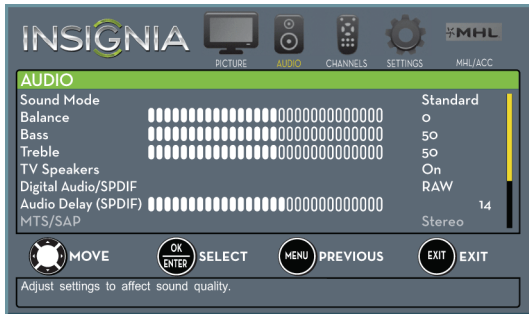 INSIGNIA
MHL
PICTURE AUDIO CHANNELS SETTINGS MHL/ACC
AUDIO
Sound Mode Standard
Balance 0
Bass 50
Treble 50
TV Speakers On
Digital Audio/SPDIF RAW
Audio Delay (SPDIF) 14
MTS/SAP Stereo
MOVE OK ENTER SELECT MENU PREVIOUS EXIT EXIT
Adjust settings to affect sound quality.